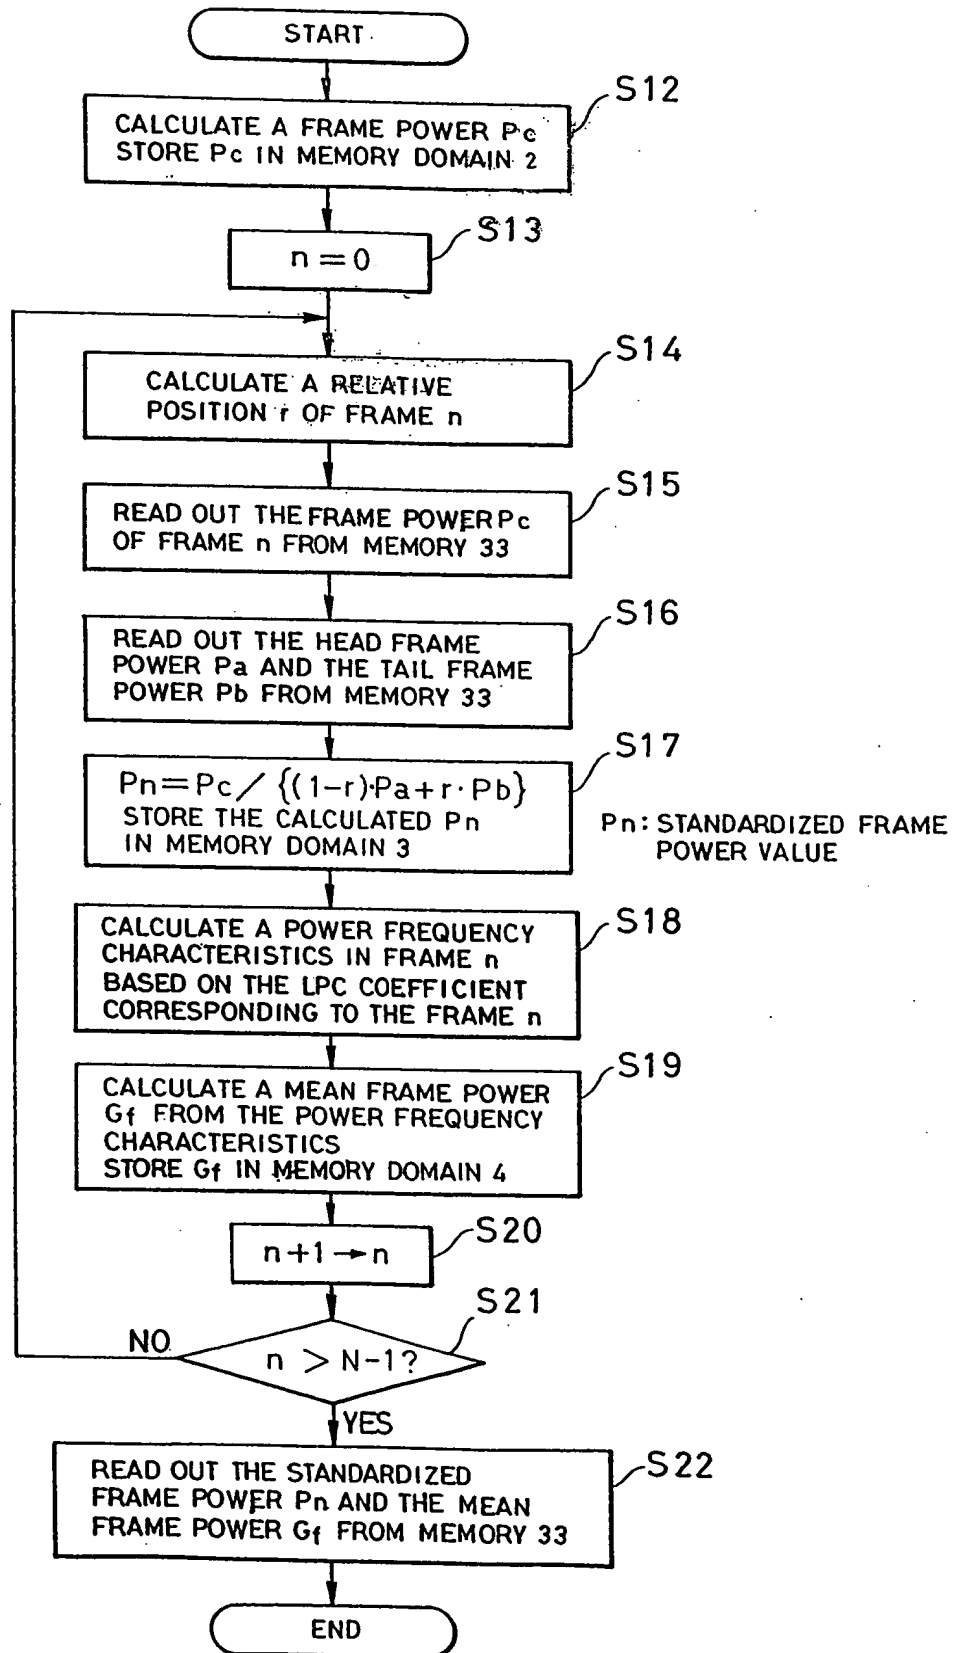 START
S12
CALCULATE A FRAME POWER Pc
STORE Pc IN MEMORY DOMAIN 2
S13
n = 0
S14
CALCULATE A RELATIVE
POSITION r OF FRAME n
S15
READ OUT THE FRAME POWER Pc
OF FRAME n FROM MEMORY 33
S16
READ OUT THE HEAD FRAME
POWER Pa AND THE TAIL FRAME
POWER Pb FROM MEMORY 33
S17
Pn = Pc / {(1-r)·Pa + r·Pb}
STORE THE CALCULATED Pn
IN MEMORY DOMAIN 3
Pn: STANDARDIZED FRAME
POWER VALUE
S18
CALCULATE A POWER FREQUENCY
CHARACTERISTICS IN FRAME n
BASED ON THE LPC COEFFICIENT
CORRESPONDING TO THE FRAME n
S19
CALCULATE A MEAN FRAME POWER
Gf FROM THE POWER FREQUENCY
CHARACTERISTICS
STORE Gf IN MEMORY DOMAIN 4
S20
n+1 → n
S21
NO
n > N-1?
YES
S22
READ OUT THE STANDARDIZED
FRAME POWER Pn AND THE MEAN
FRAME POWER Gf FROM MEMORY 33
END